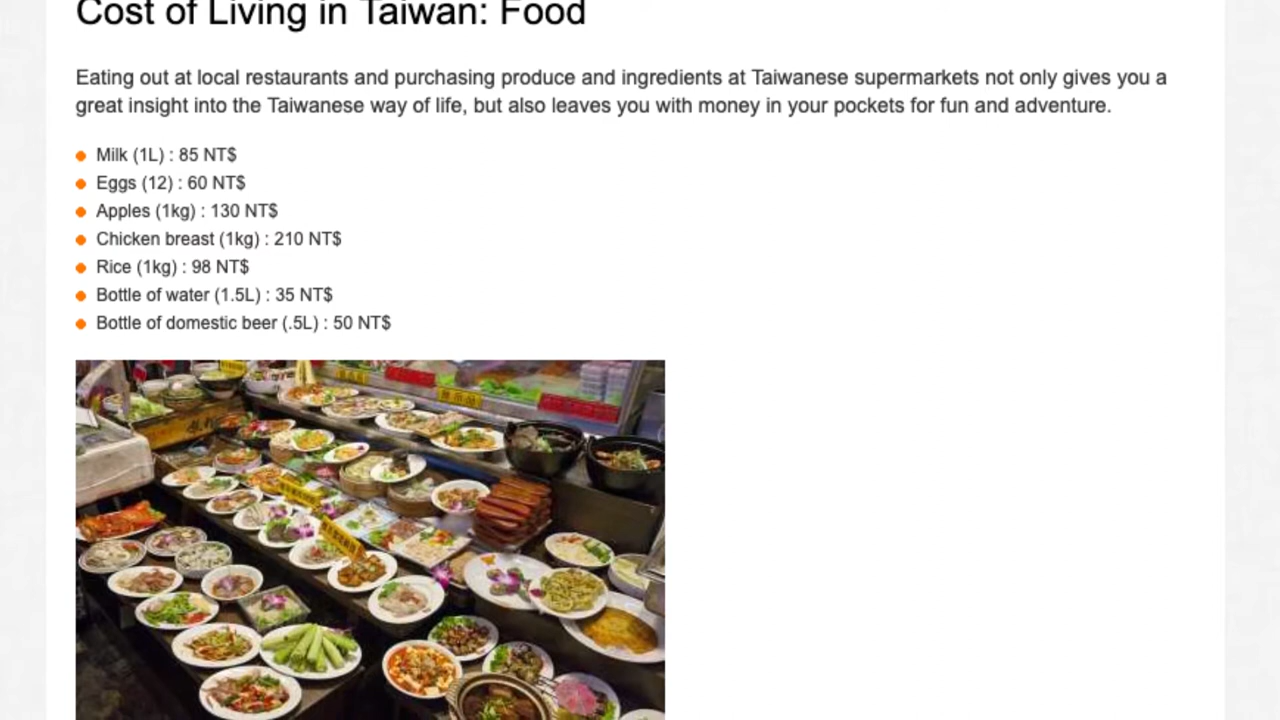 Cost of Living in Taiwan: Food
Eating out at local restaurants and purchasing produce and ingredients at Taiwanese supermarkets not only gives you a
great insight into the Taiwanese way of life, but also leaves you with money in your pockets for fun and adventure.
Milk (1L) : 85 NT$
Eggs (12) : 60 NT$
Apples (1kg) : 130 NT$
Chicken breast (1kg) : 210 NT$
Rice (1kg) : 98 NT$
Bottle of water (1.5L) : 35 NT$
Bottle of domestic beer (.5L) : 50 NT$